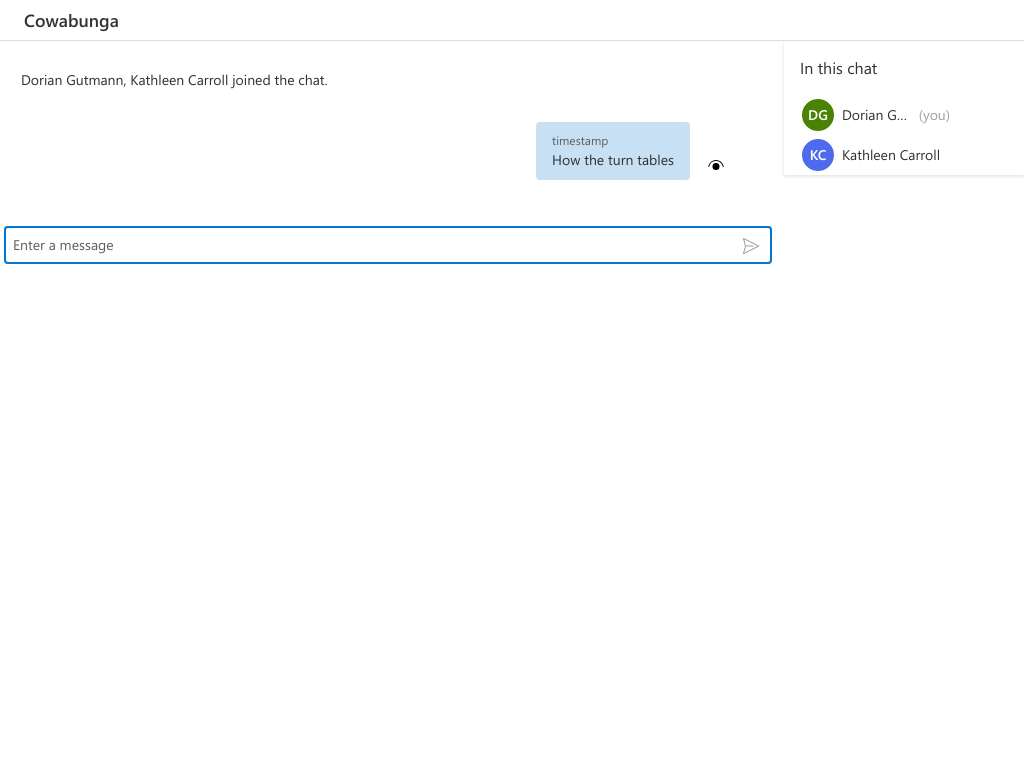 Cowabunga
Dorian Gutmann, Kathleen Carroll joined the chat.
timestamp
How the turn tables
Enter a message
In this chat
DG Dorian G... (you)
KC Kathleen Carroll